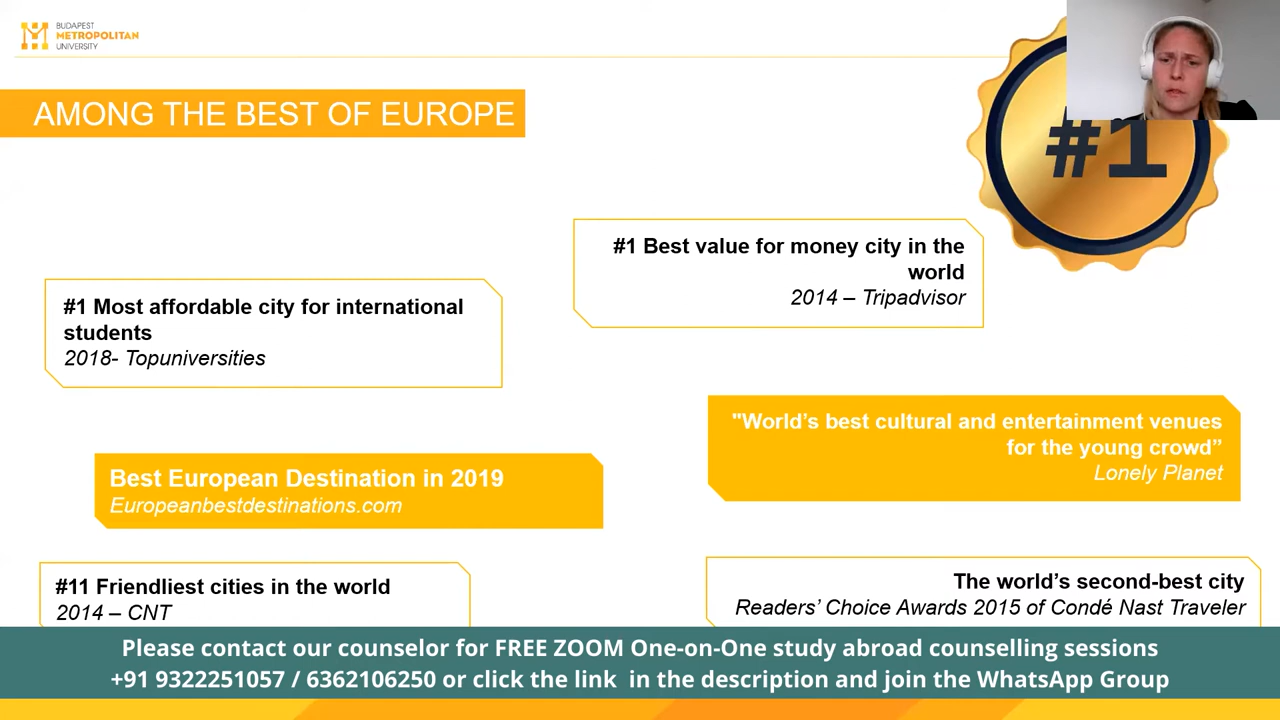 BUDAPEST
METROPOLITAN
UNIVERSITY
AMONG THE BEST OF EUROPE
#1
#1 Best value for money city in the
world
2014 – Tripadvisor
#1 Most affordable city for international
students
2018- Topuniversities
"World's best cultural and entertainment venues
for the young crowd”
Lonely Planet
Best European Destination in 2019
Europeanbestdestinations.com
#11 Friendliest cities in the world
2014 – CNT
The world's second-best city
Readers' Choice Awards 2015 of Condé Nast Traveler
Please contact our counselor for FREE ZOOM One-on-One study abroad counselling sessions
+91 9322251057 / 6362106250 or click the link in the description and join the WhatsApp Group